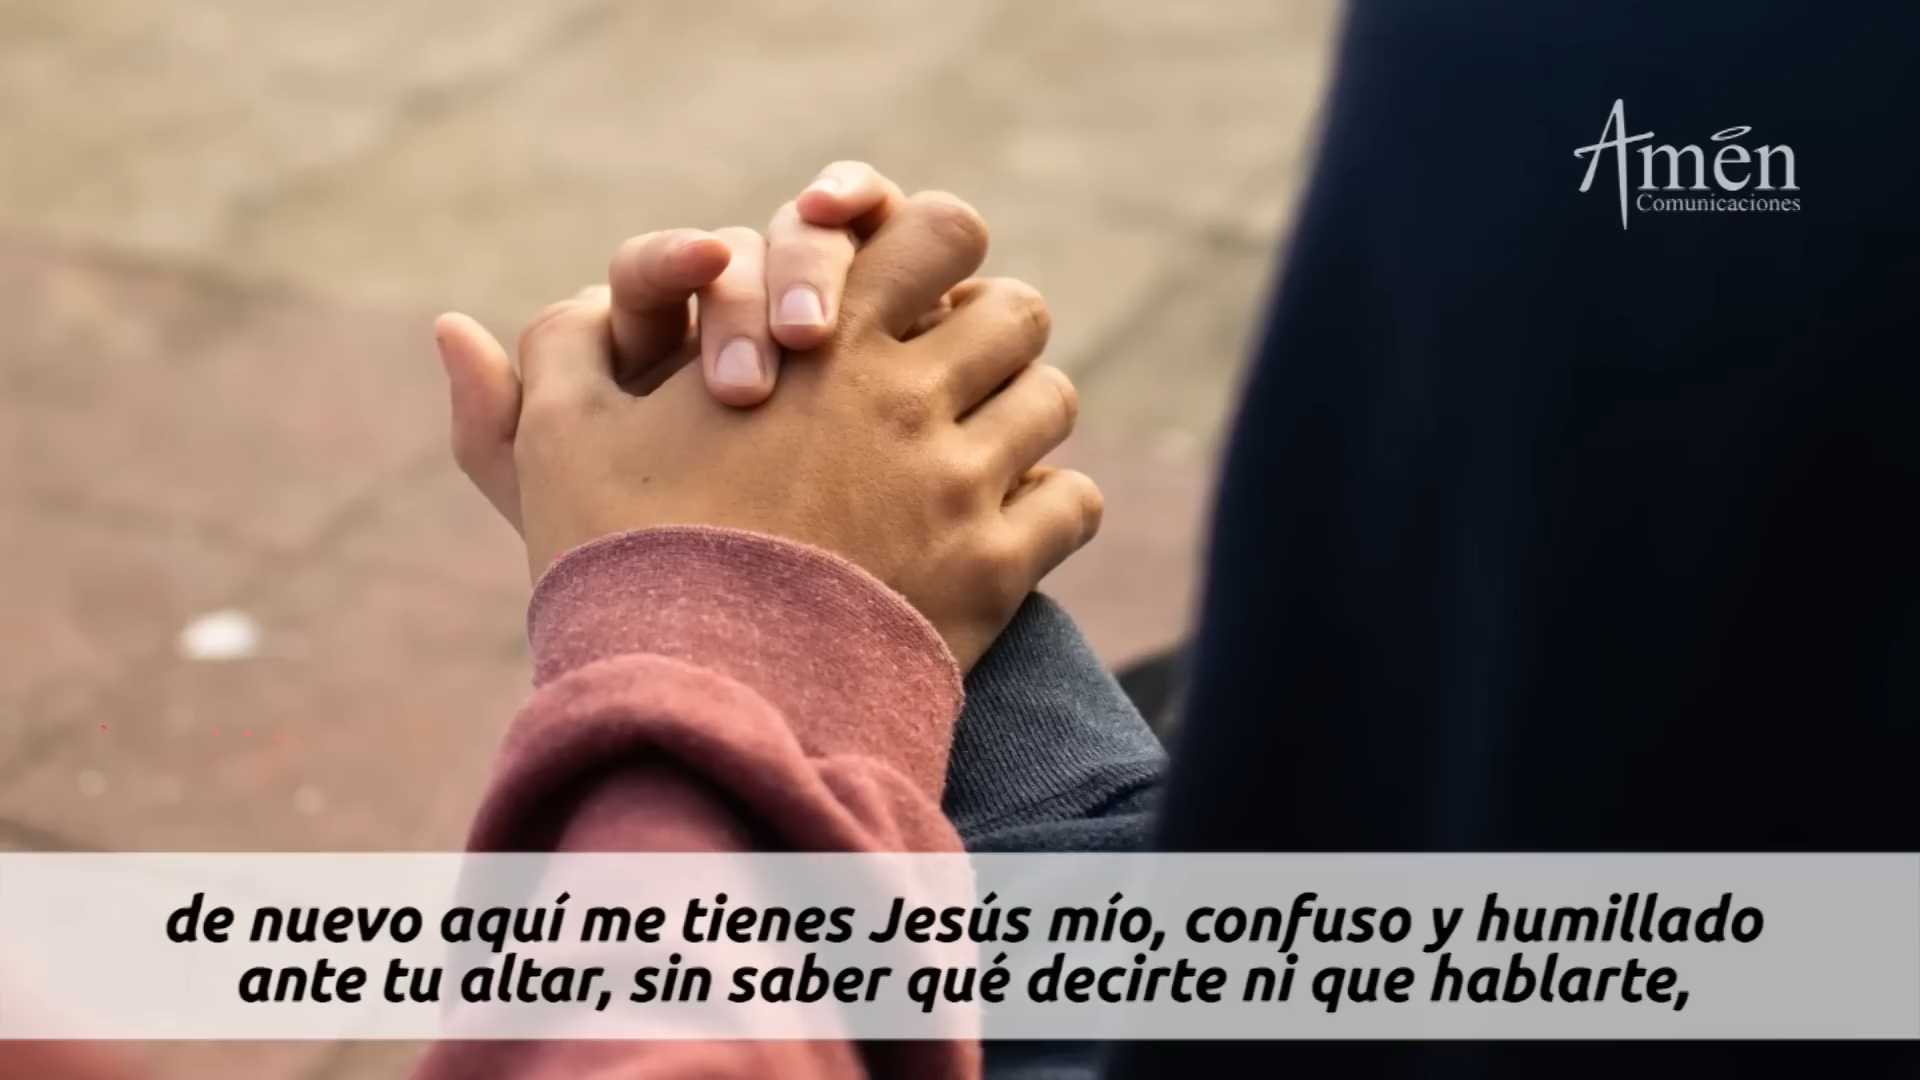 Amén
Comunicaciones
de nuevo aquí me tienes Jesús mío, confuso y humillado
ante tu altar, sin saber qué decirte ni que hablarte,